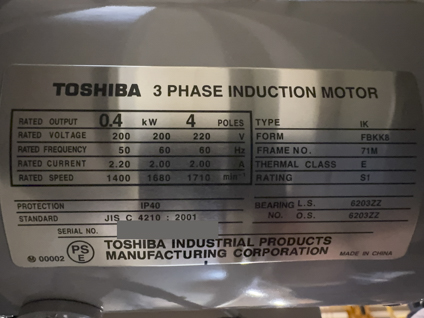 TOSHIBA 3 PHASE INDUCTION MOTOR
RATED OUTPUT 0.4 kW 4 POLES
RATED VOLTAGE 200 200 220 V
RATED FREQUENCY 50 60 60 Hz
RATED CURRENT 2.20 2.00 2.00 A
RATED SPEED 1400 1680 1710 min⁻¹
TYPE IK
FORM FBKK8
FRAME NO. 71M
THERMAL CLASS E
RATING S1
PROTECTION IP40
STANDARD JIS C 4210 : 2001
SERIAL NO.
BEARING L.S. 6203ZZ
NO. O.S. 6203ZZ
M 00002
PS E
TOSHIBA INDUSTRIAL PRODUCTS
MANUFACTURING CORPORATION
MADE IN CHINA